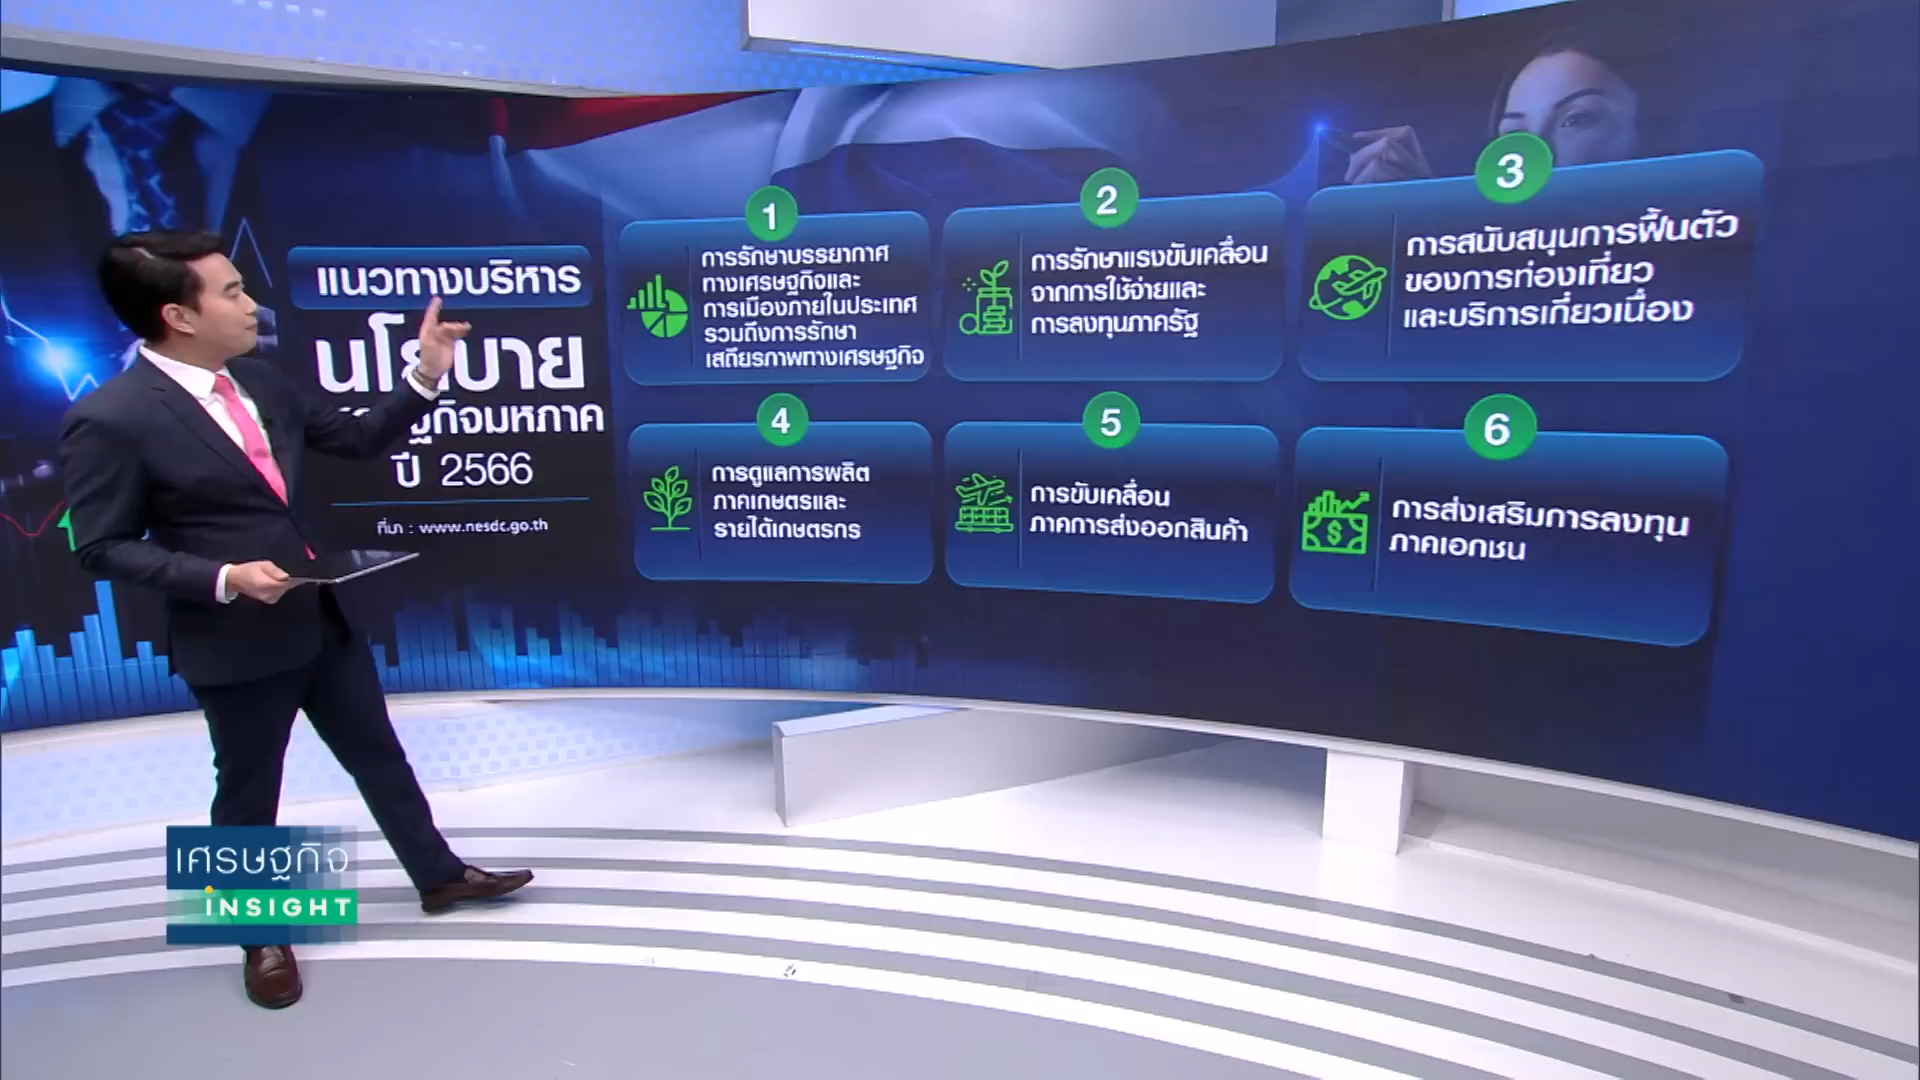 แนวทางบริหาร
นโยบาย
ฐกิจมหภาค
ปี 2566
ที่มา : www.nesdc.go.th
1
การรักษาบรรยากาศ
ทางเศรษฐกิจและ
การเมืองภายในประเทศ
รวมถึงการรักษา
เสถียรภาพทางเศรษฐกิจ
2
การรักษาแรงขับเคลื่อน
จากการใช้จ่ายและ
การลงทุนภาครัฐ
3
การสนับสนุนการฟื้นตัว
ของการท่องเที่ยว
และบริการเกี่ยวเนื่อง
4
การดูแลการผลิต
ภาคเกษตรและ
รายได้เกษตรกร
5
การขับเคลื่อน
ภาคการส่งออกสินค้า
6
การส่งเสริมการลงทุน
ภาคเอกชน
เศรษฐกิจ
INSIGHT